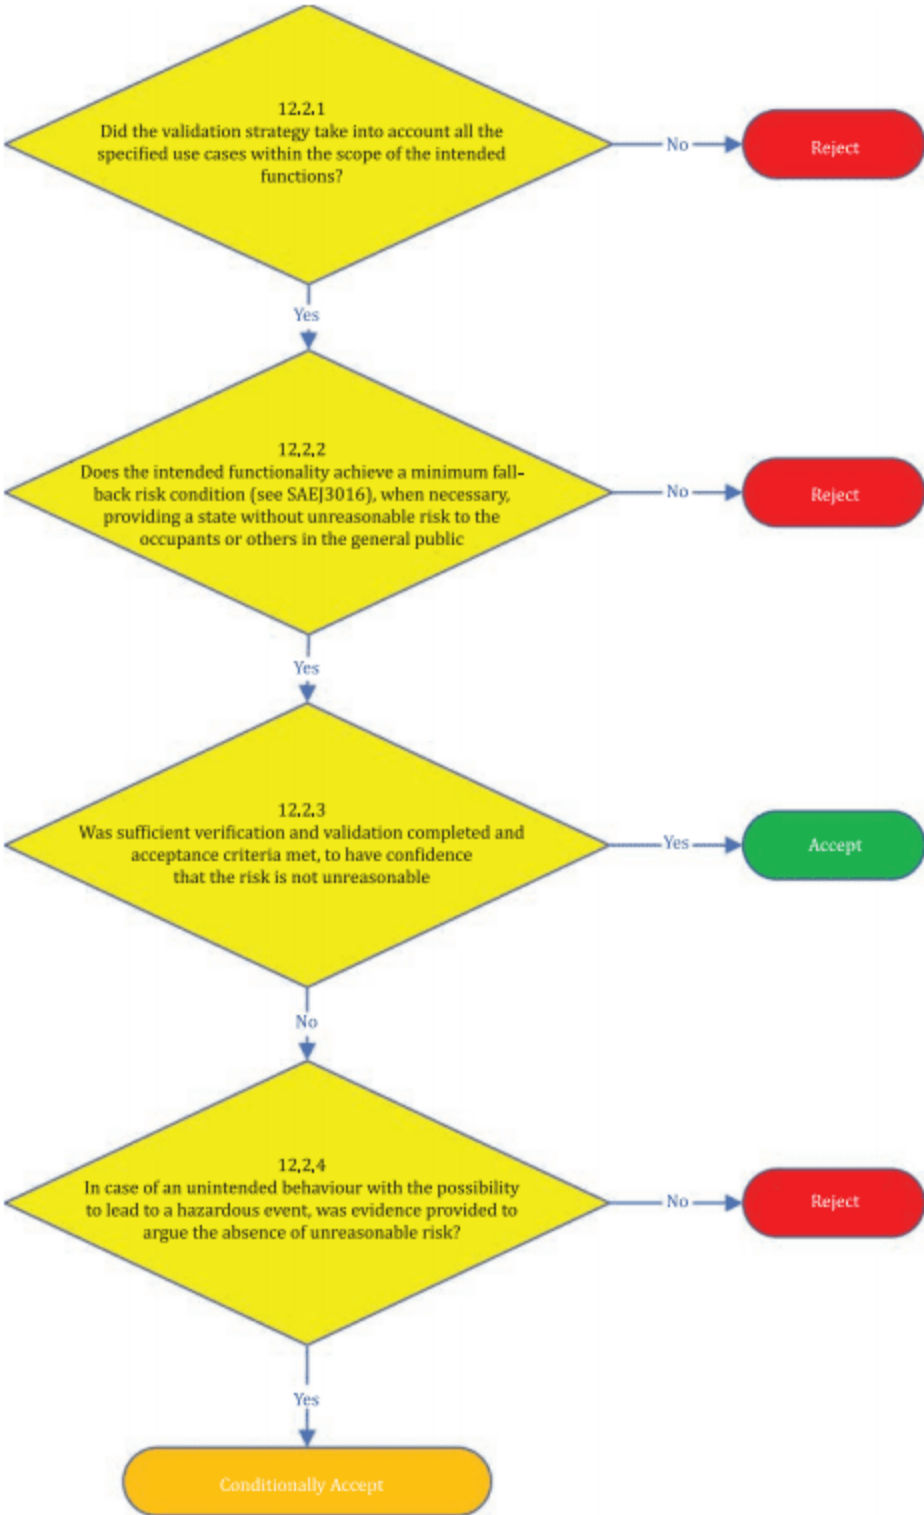 12.2.1
Did the validation strategy take into account all the
specified use cases within the scope of the intended
functions?
No
Reject
Yes
12.2.2
Does the intended functionality achieve a minimum fall-
back risk condition (see SAEJ3016), when necessary,
providing a state without unreasonable risk to the
occupants or others in the general public
No
Reject
Yes
12.2.3
Was sufficient verification and validation completed and
acceptance criteria met, to have confidence
that the risk is not unreasonable
Yes
Accept
No
12.2.4
In case of an unintended behaviour with the possibility
to lead to a hazardous event, was evidence provided to
argue the absence of unreasonable risk?
No
Reject
Yes
Conditionally Accept